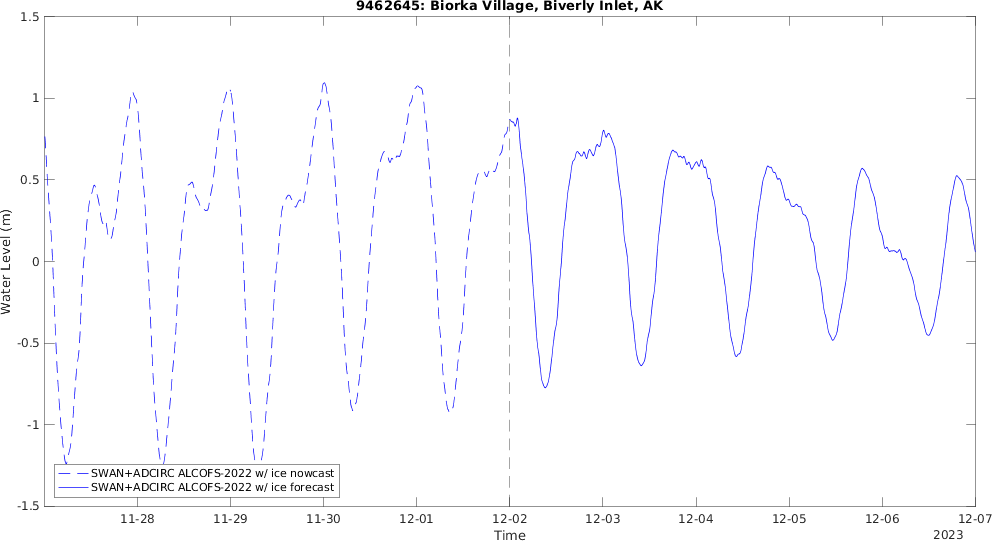 9462645: Biorka Village, Biverly Inlet, AK
1.5
1
0.5
0
-0.5
-1
-1.5
Water Level (m)
SWAN+ADCIRC ALCOFS-2022 w/ ice nowcast
SWAN+ADCIRC ALCOFS-2022 w/ ice forecast
11-28 11-29 11-30 12-01 12-02 12-03 12-04 12-05 12-06 12-07
Time
2023